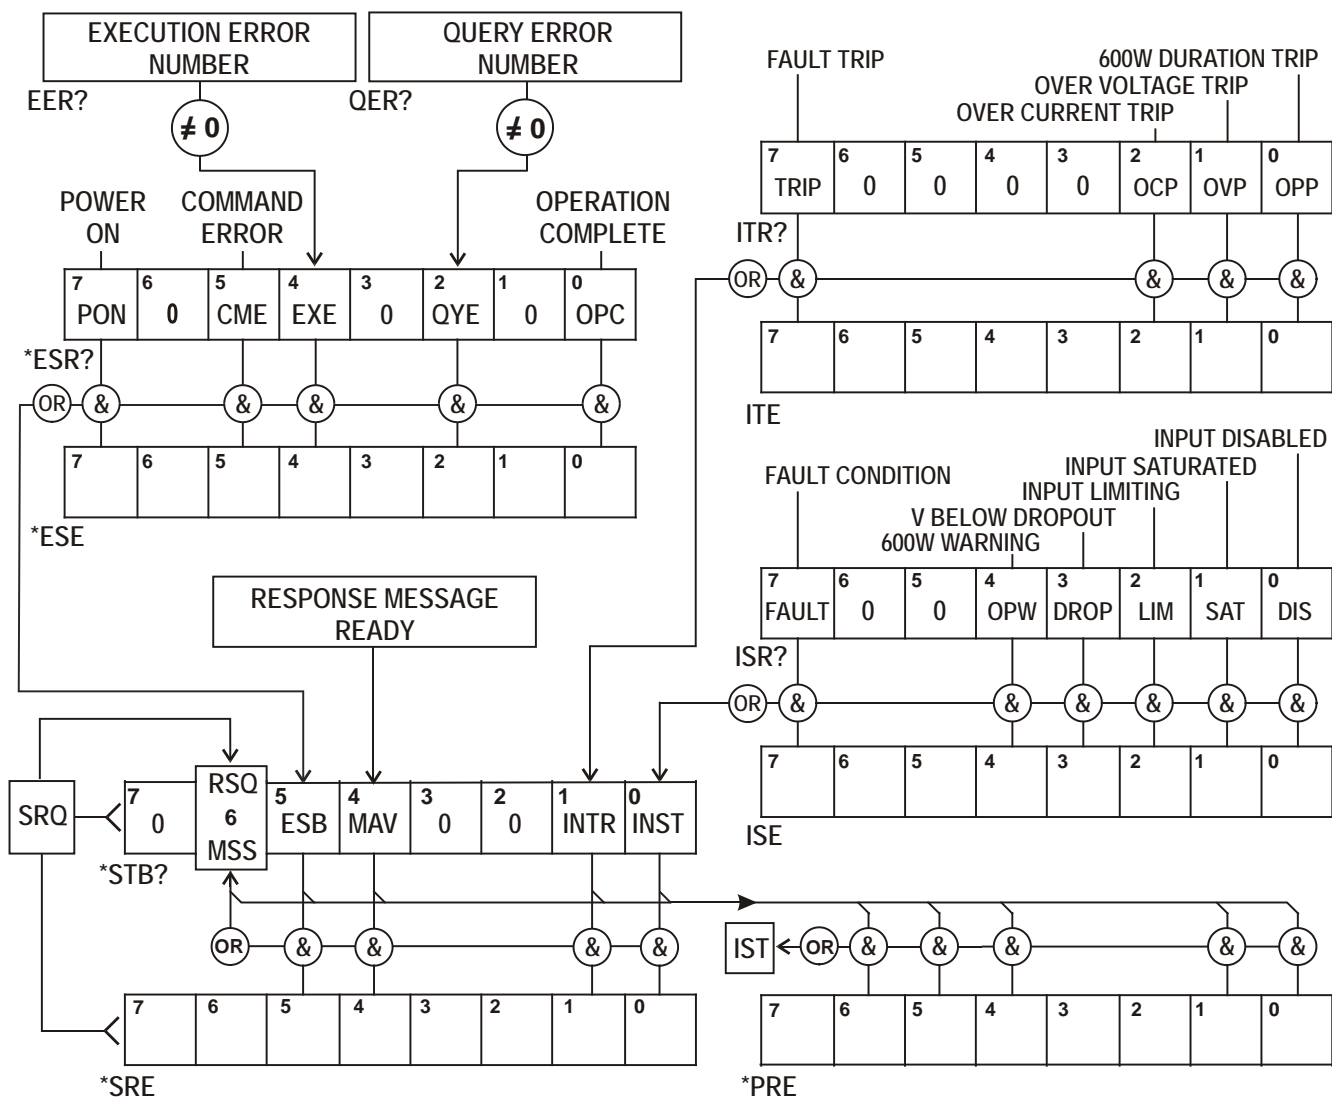 EXECUTION ERROR
NUMBER
QUERY ERROR
NUMBER
EER?
QER?
≠ 0
≠ 0
POWER
ON
COMMAND
ERROR
OPERATION
COMPLETE
7 6 5 4 3 2 1 0
PON 0 CME EXE 0 QYE 0 OPC
*ESR?
OR & & & & &
7 6 5 4 3 2 1 0
*ESE
FAULT TRIP
600W DURATION TRIP
OVER VOLTAGE TRIP
OVER CURRENT TRIP
7 6 5 4 3 2 1 0
TRIP 0 0 0 0 OCP OVP OPP
ITR?
OR & & & &
7 6 5 4 3 2 1 0
ITE
INPUT DISABLED
INPUT SATURATED
FAULT CONDITION
INPUT LIMITING
V BELOW DROPOUT
600W WARNING
7 6 5 4 3 2 1 0
FAULT 0 0 OPW DROP LIM SAT DIS
ISR?
OR & & & & & &
7 6 5 4 3 2 1 0
ISE
RESPONSE MESSAGE
READY
SRQ
RSQ
7 6 5 4 3 2 1 0
0 MSS ESB MAV 0 0 INTR INST
*STB?
OR & & & &
7 6 5 4 3 2 1 0
*SRE
IST OR & & & & &
7 6 5 4 3 2 1 0
*PRE